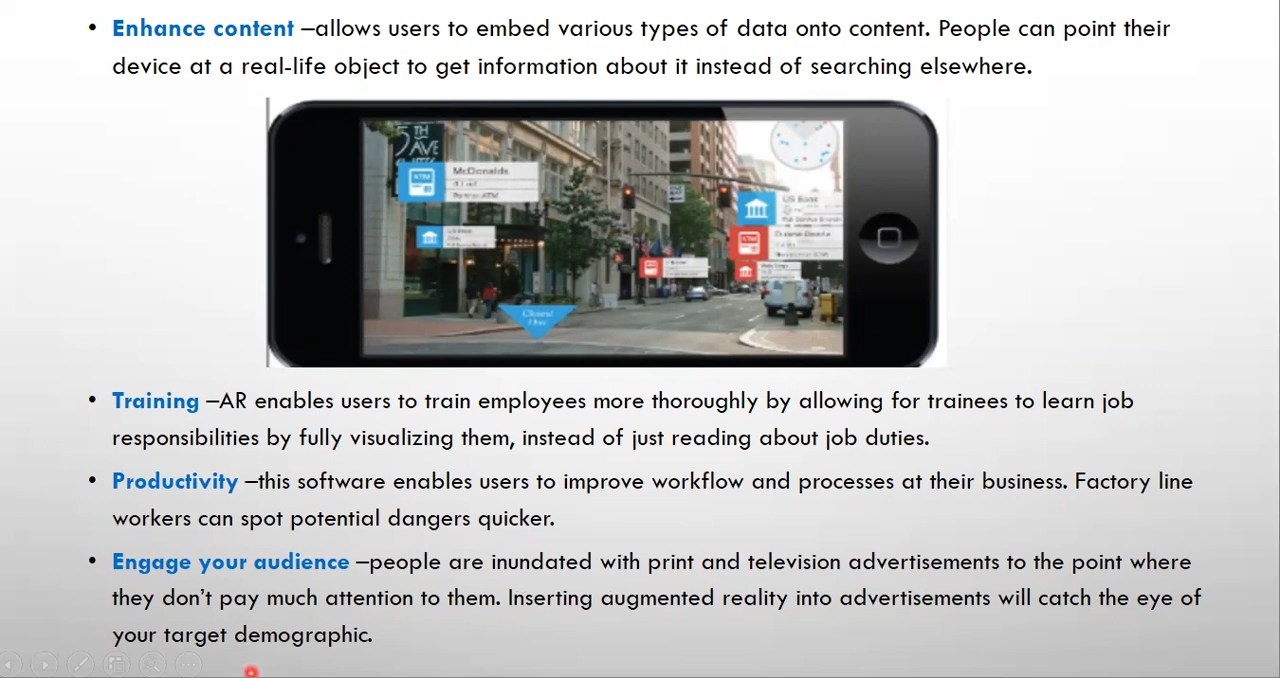 • Enhance content –allows users to embed various types of data onto content. People can point their
device at a real-life object to get information about it instead of searching elsewhere.
5TH
AVE
McDonalds
ATM
US Bank
ATM
• Training –AR enables users to train employees more thoroughly by allowing for trainees to learn job
responsibilities by fully visualizing them, instead of just reading about job duties.
• Productivity –this software enables users to improve workflow and processes at their business. Factory line
workers can spot potential dangers quicker.
• Engage your audience –people are inundated with print and television advertisements to the point where
they don't pay much attention to them. Inserting augmented reality into advertisements will catch the eye of
your target demographic.